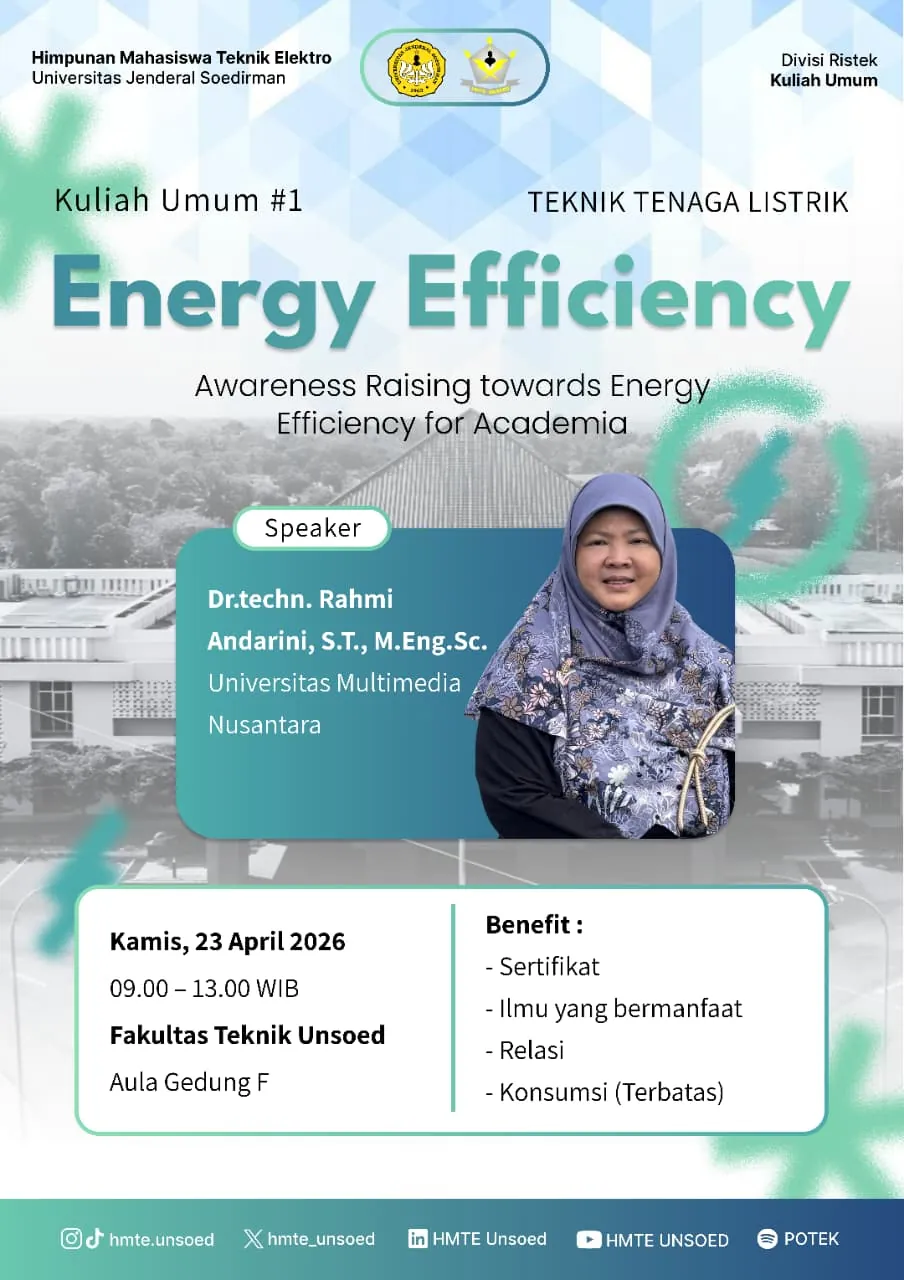 Himpunan Mahasiswa Teknik Elektro
Universitas Jenderal Soedirman
Divisi Ristek
Kuliah Umum
Kuliah Umum #1
TEKNIK TENAGA LISTRIK
Energy Efficiency
Awareness Raising towards Energy
Efficiency for Academia
Speaker
Dr.techn. Rahmi
Andarini, S.T., M.Eng.Sc.
Universitas Multimedia
Nusantara
Kamis, 23 April 2026
09.00 – 13.00 WIB
Fakultas Teknik Unsoed
Aula Gedung F
Benefit :
- Sertifikat
- Ilmu yang bermanfaat
- Relasi
- Konsumsi (Terbatas)
hmte.unsoed
hmte_unsoed
HMTE Unsoed
HMTE UNSOED
POTEK